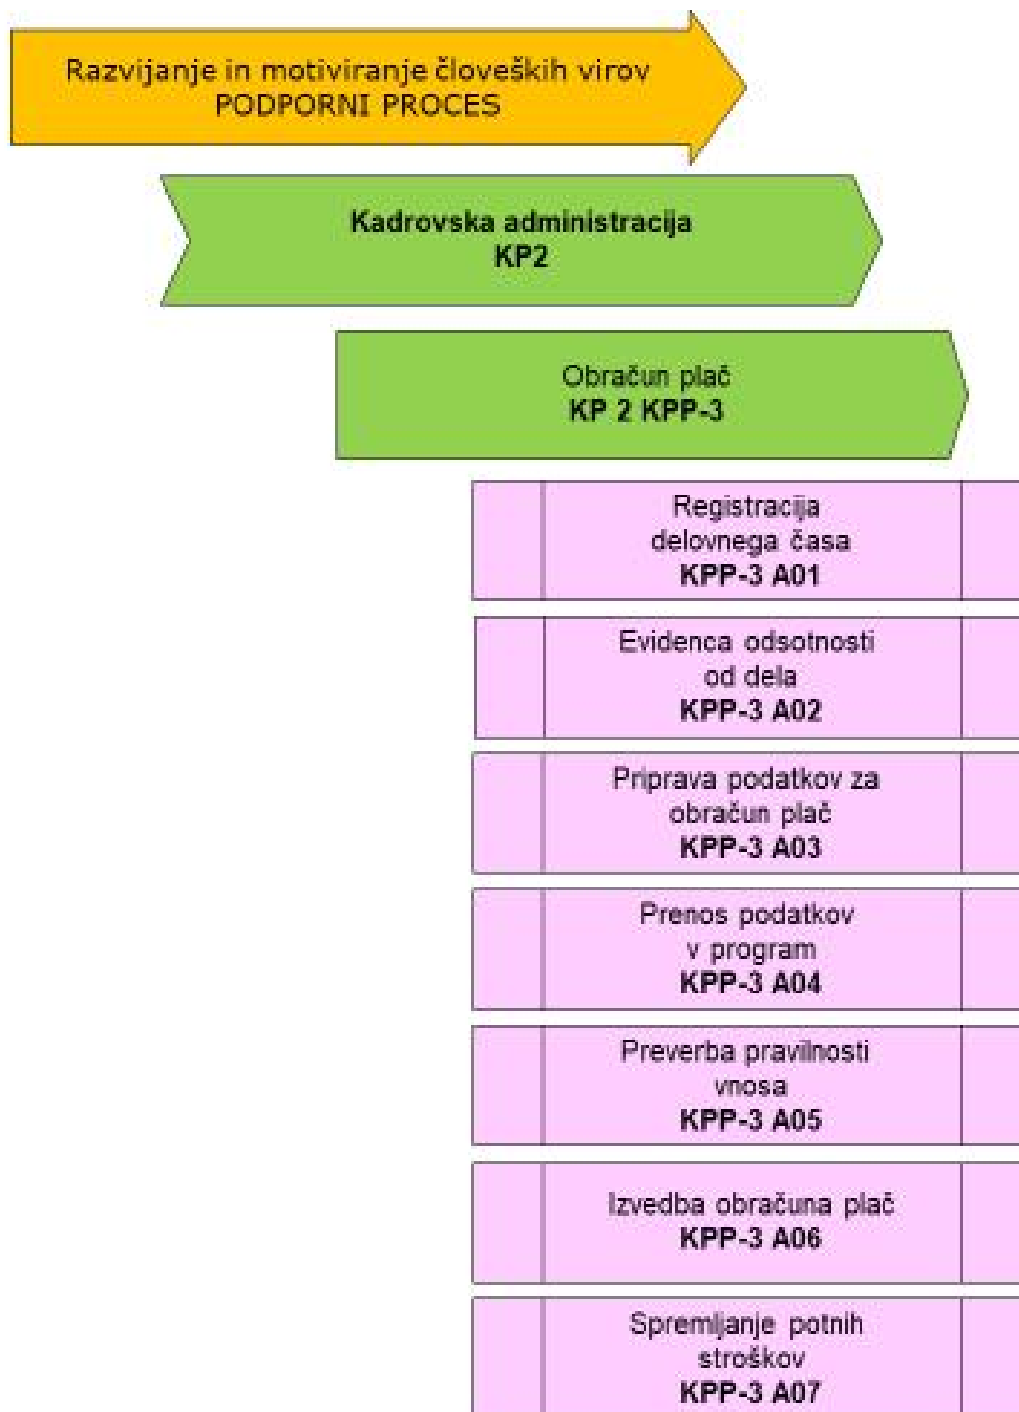 Razvijanje in motiviranje človeških virov
PODPORNI PROCES
Kadrovska administracija
KP2
Obračun plač
KP 2 KPP-3
Registracija
delovnega časa
KPP-3 A01
Evidenca odsotnosti
od dela
KPP-3 A02
Priprava podatkov za
obračun plač
KPP-3 A03
Prenos podatkov
v program
KPP-3 A04
Preverba pravilnosti
vnosa
KPP-3 A05
Izvedba obračuna plač
KPP-3 A06
Spremljanje potnih
stroškov
KPP-3 A07